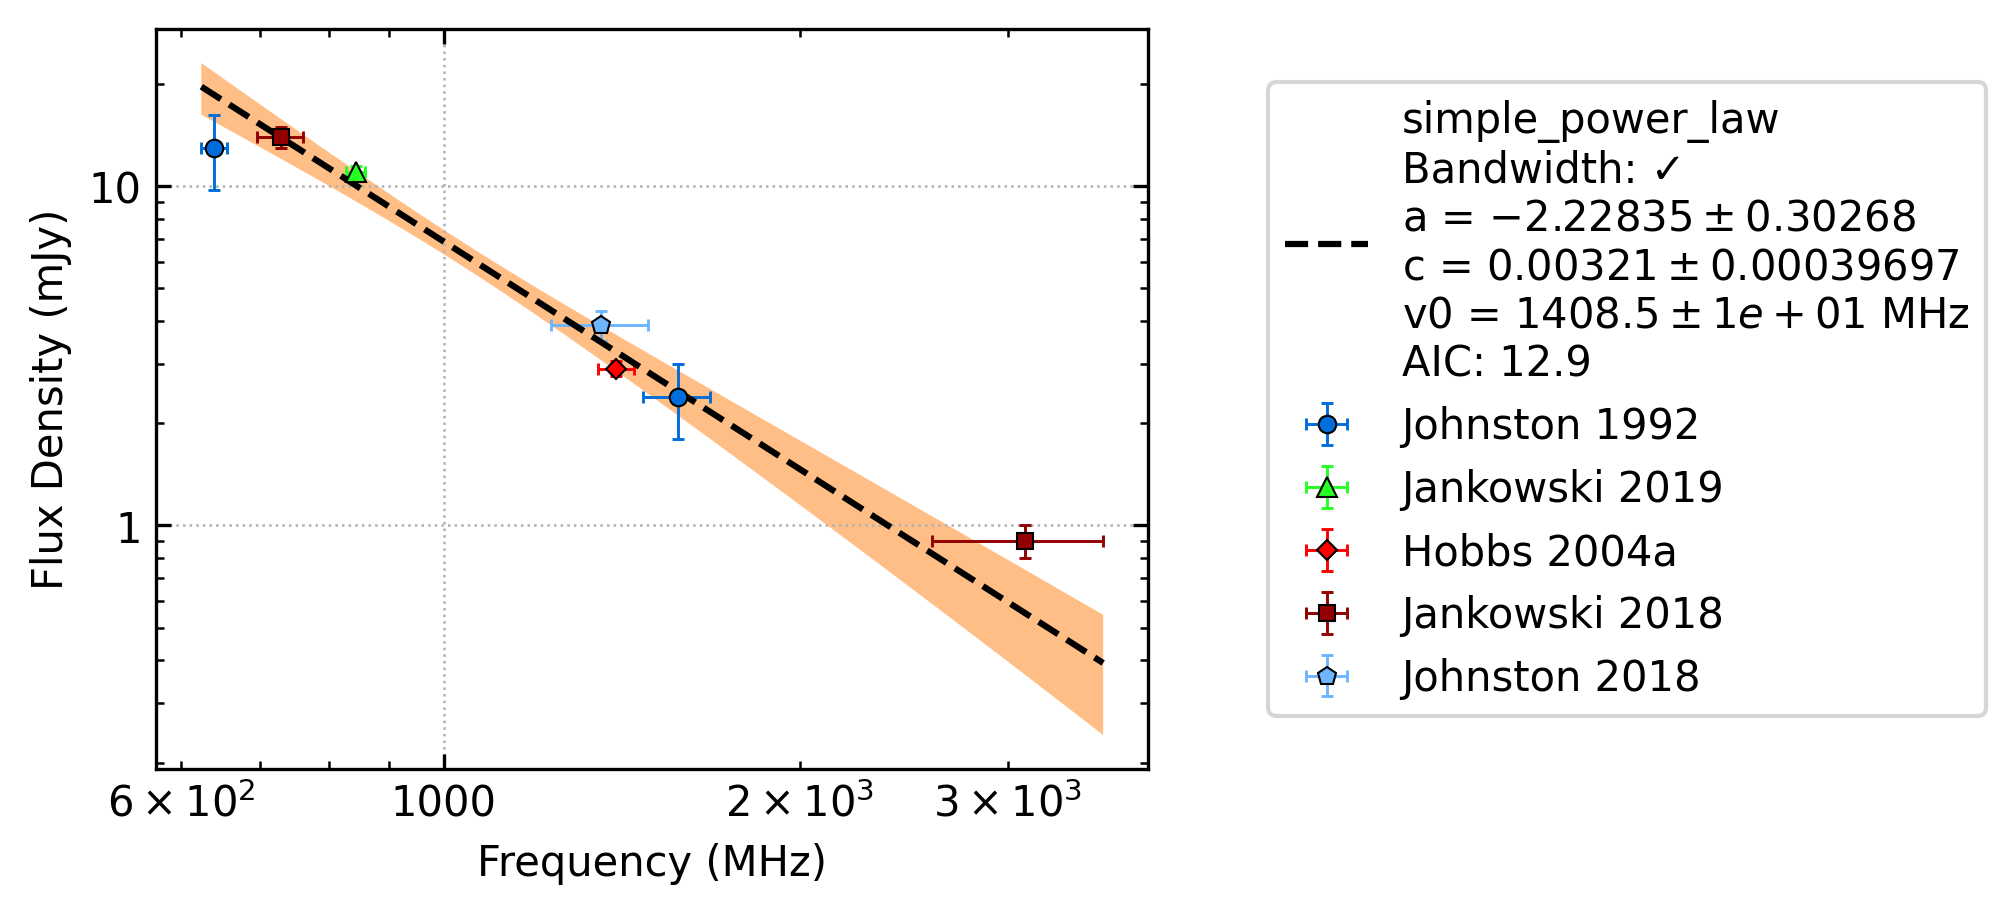 10
1
Flux Density (mJy)
6 × 10² 1000 2 × 10³ 3 × 10³
Frequency (MHz)
simple_power_law
Bandwidth: ✓
a = −2.22835 ± 0.30268
c = 0.00321 ± 0.00039697
v0 = 1408.5 ± 1e + 01 MHz
AIC: 12.9
Johnston 1992
Jankowski 2019
Hobbs 2004a
Jankowski 2018
Johnston 2018